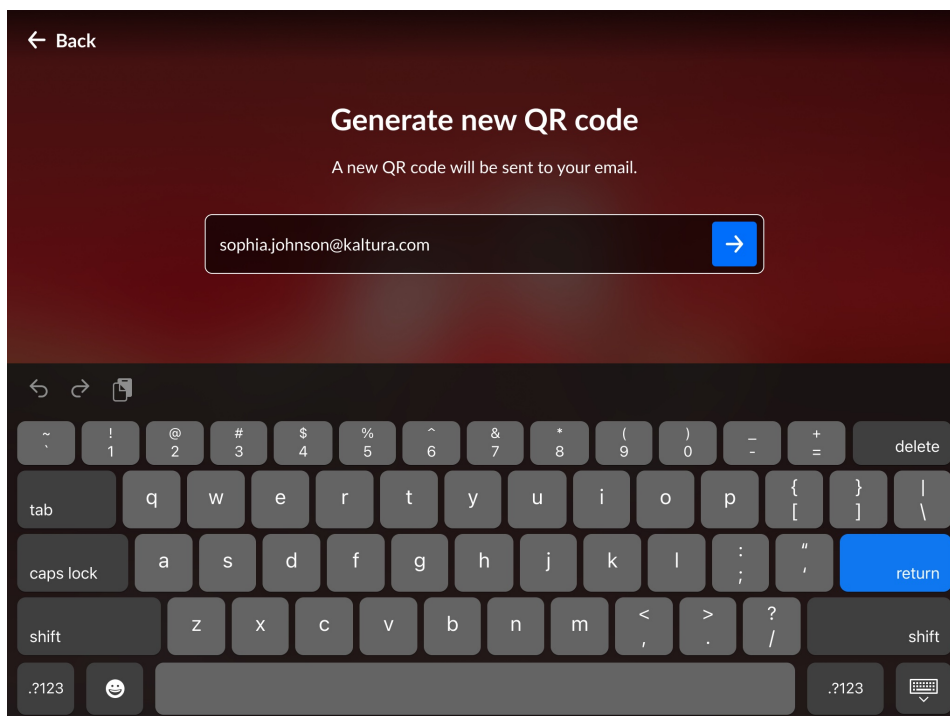 ← Back
Generate new QR code
A new QR code will be sent to your email.
sophia.johnson@kaltura.com →
~ ! @ # $ % ^ & * ( ) _ +
` 1 2 3 4 5 6 7 8 9 0 - = delete
tab q w e r t y u i o p { [ } ] | \
caps lock a s d f g h j k l : ; " ' return
shift z x c v b n m < , > . ? / shift
.?123 .?123